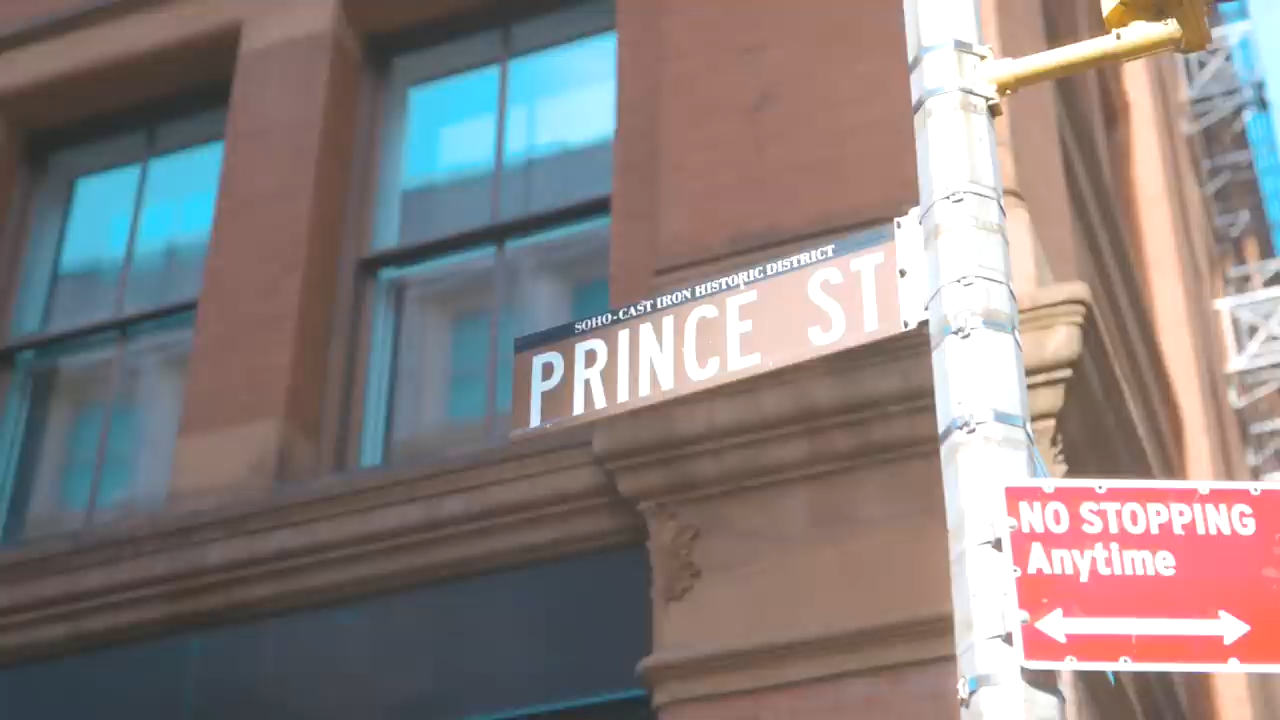 SOHO-CAST IRON HISTORIC DISTRICT
PRINCE ST
NO STOPPING
Anytime